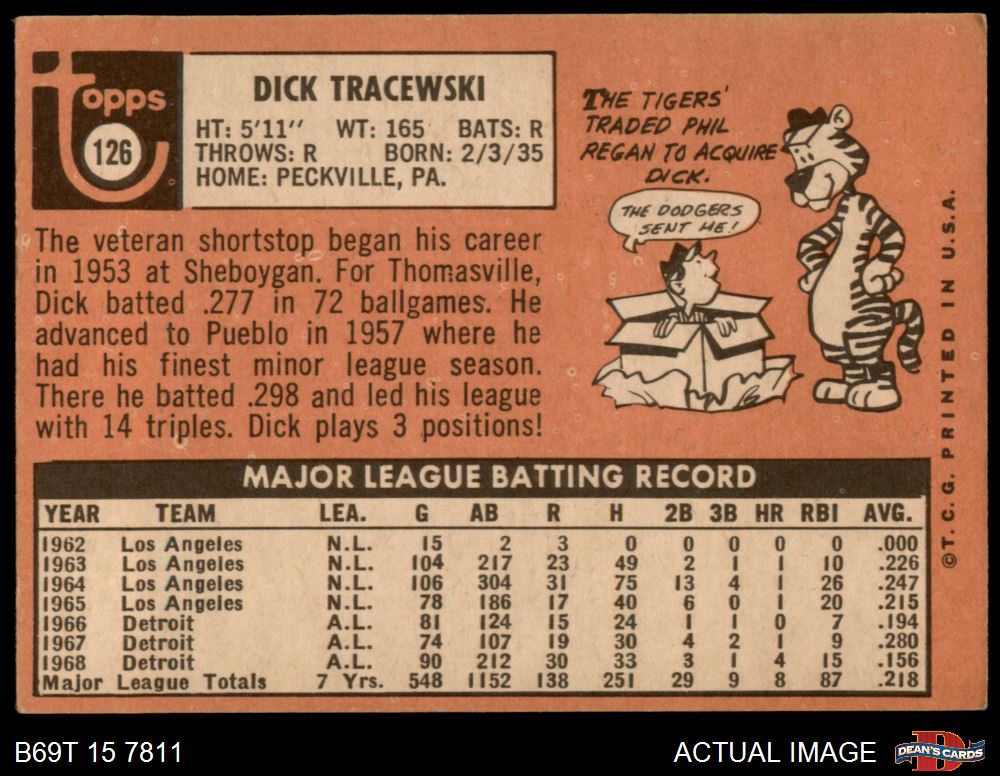 topps
126
DICK TRACEWSKI
HT: 5'11" WT: 165 BATS: R
THROWS: R BORN: 2/3/35
HOME: PECKVILLE, PA.
The veteran shortstop began his career
in 1953 at Sheboygan. For Thomasville,
Dick batted .277 in 72 ballgames. He
advanced to Pueblo in 1957 where he
had his finest minor league season.
There he batted .298 and led his league
with 14 triples. Dick plays 3 positions!
THE TIGERS'
TRADED PHIL
REGAN TO ACQUIRE
DICK.
THE DODGERS
SENT ME!
MAJOR LEAGUE BATTING RECORD
YEAR TEAM LEA. G AB R H 2B 3B HR RBI AVG.
1962 Los Angeles N.L. 15 2 3 0 0 0 0 0 .000
1963 Los Angeles N.L. 104 217 23 49 2 1 1 10 .226
1964 Los Angeles N.L. 106 304 31 75 13 4 1 26 .247
1965 Los Angeles N.L. 78 186 17 40 6 0 1 20 .215
1966 Detroit A.L. 81 124 15 24 1 1 0 7 .194
1967 Detroit A.L. 74 107 19 30 4 2 1 9 .280
1968 Detroit A.L. 90 212 30 33 3 1 4 15 .156
Major League Totals 7 Yrs. 548 1152 138 251 29 9 8 87 .218
©T. C. G. PRINTED IN U.S.A.
B69T 15 7811
ACTUAL IMAGE
D
DEAN'S CARDS